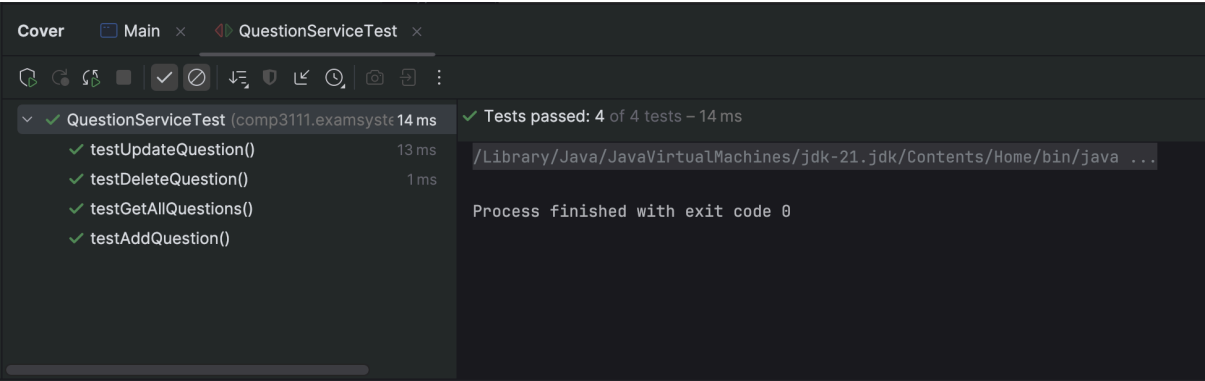 Cover Main × QuestionServiceTest ×
QuestionServiceTest (comp3111.examsyste 14 ms
testUpdateQuestion() 13 ms
testDeleteQuestion() 1 ms
testGetAllQuestions()
testAddQuestion()
Tests passed: 4 of 4 tests – 14 ms
/Library/Java/JavaVirtualMachines/jdk-21.jdk/Contents/Home/bin/java ...
Process finished with exit code 0